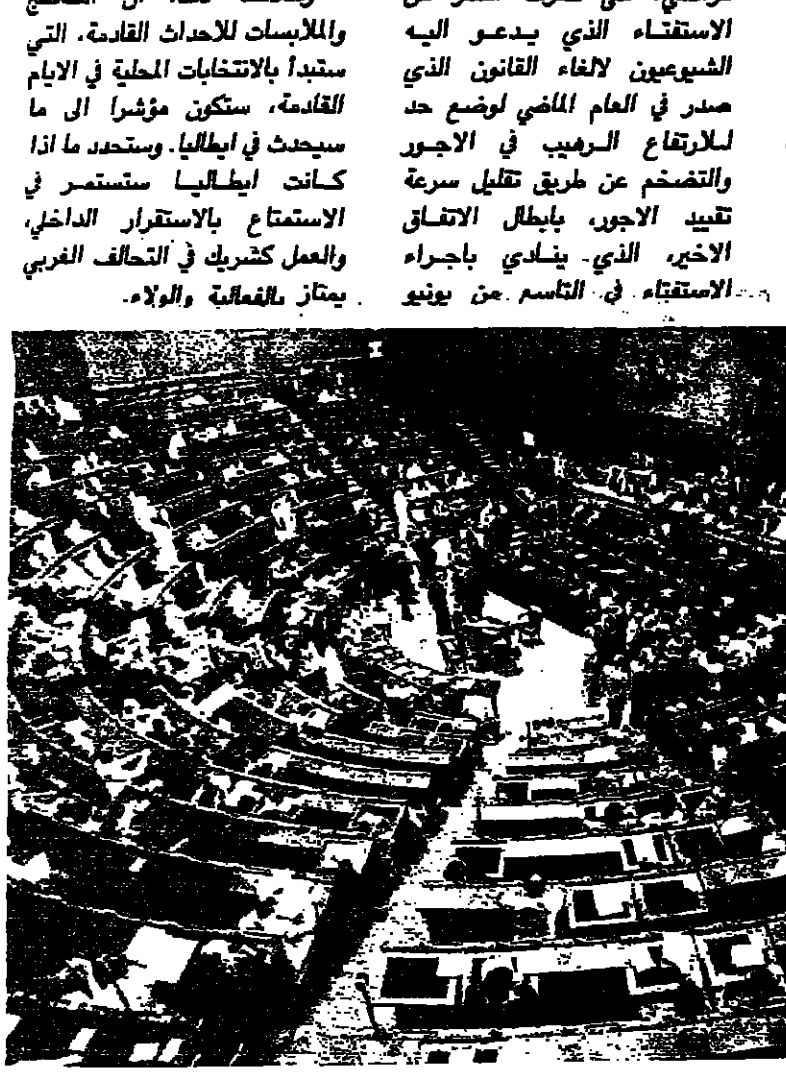 الاستفتاء الذي يدعو اليه
الشيوعيون لالغاء القانون الذي
صدر في العام الماضي لوضع حد
للارتفاع الرهيب في الاجور
والتضخم عن طريق تقليل سرعة
تقييد الاجور، بابطال الاتفاق
الاخير، الذي ينادي باجراء
الاستفتاء في التاسع من يونيو
والملابسات للاحداث القادمة، التي
ستبدأ بالانتخابات المحلية في الايام
القادمة، ستكون مؤشرا الى ما
سيحدث في ايطاليا. وستحدد ما اذا
كانت ايطاليا ستستمر في
الاستمتاع بالاستقرار الداخلي،
والعمل كشريك في التحالف الغربي
يمتاز بالفعالية والولاء.